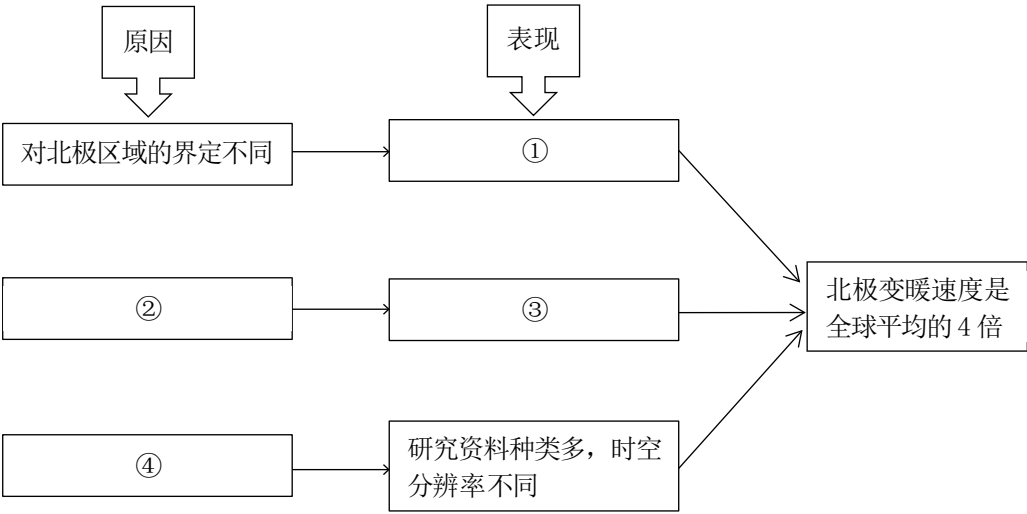 原因
表现
对北极区域的界定不同
①
②
③
北极变暖速度是
全球平均的4倍
④
研究资料种类多，时空
分辨率不同